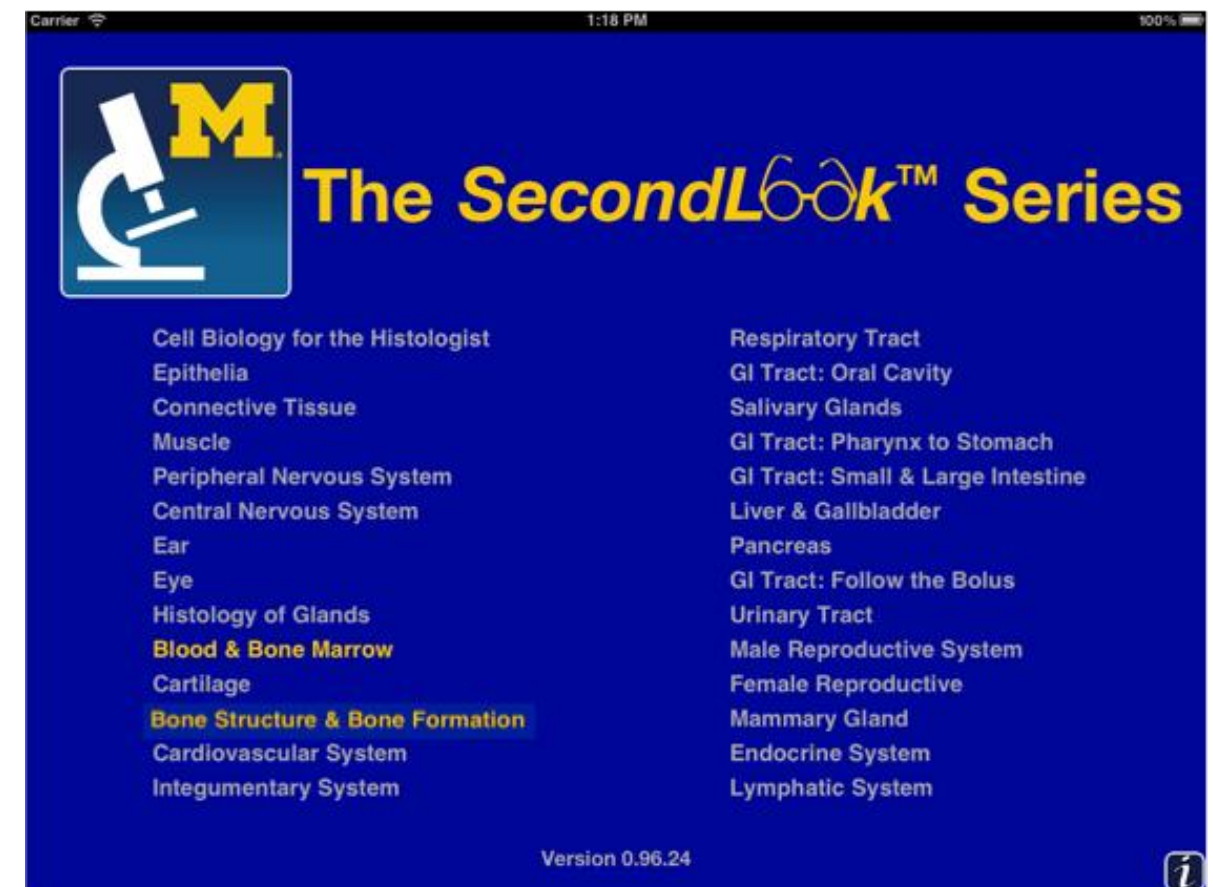 Carrier 1:18 PM 100%
M
The SecondLook™ Series
Cell Biology for the Histologist
Epithelia
Connective Tissue
Muscle
Peripheral Nervous System
Central Nervous System
Ear
Eye
Histology of Glands
Blood & Bone Marrow
Cartilage
Bone Structure & Bone Formation
Cardiovascular System
Integumentary System
Respiratory Tract
GI Tract: Oral Cavity
Salivary Glands
GI Tract: Pharynx to Stomach
GI Tract: Small & Large Intestine
Liver & Gallbladder
Pancreas
GI Tract: Follow the Bolus
Urinary Tract
Male Reproductive System
Female Reproductive
Mammary Gland
Endocrine System
Lymphatic System
Version 0.96.24
i